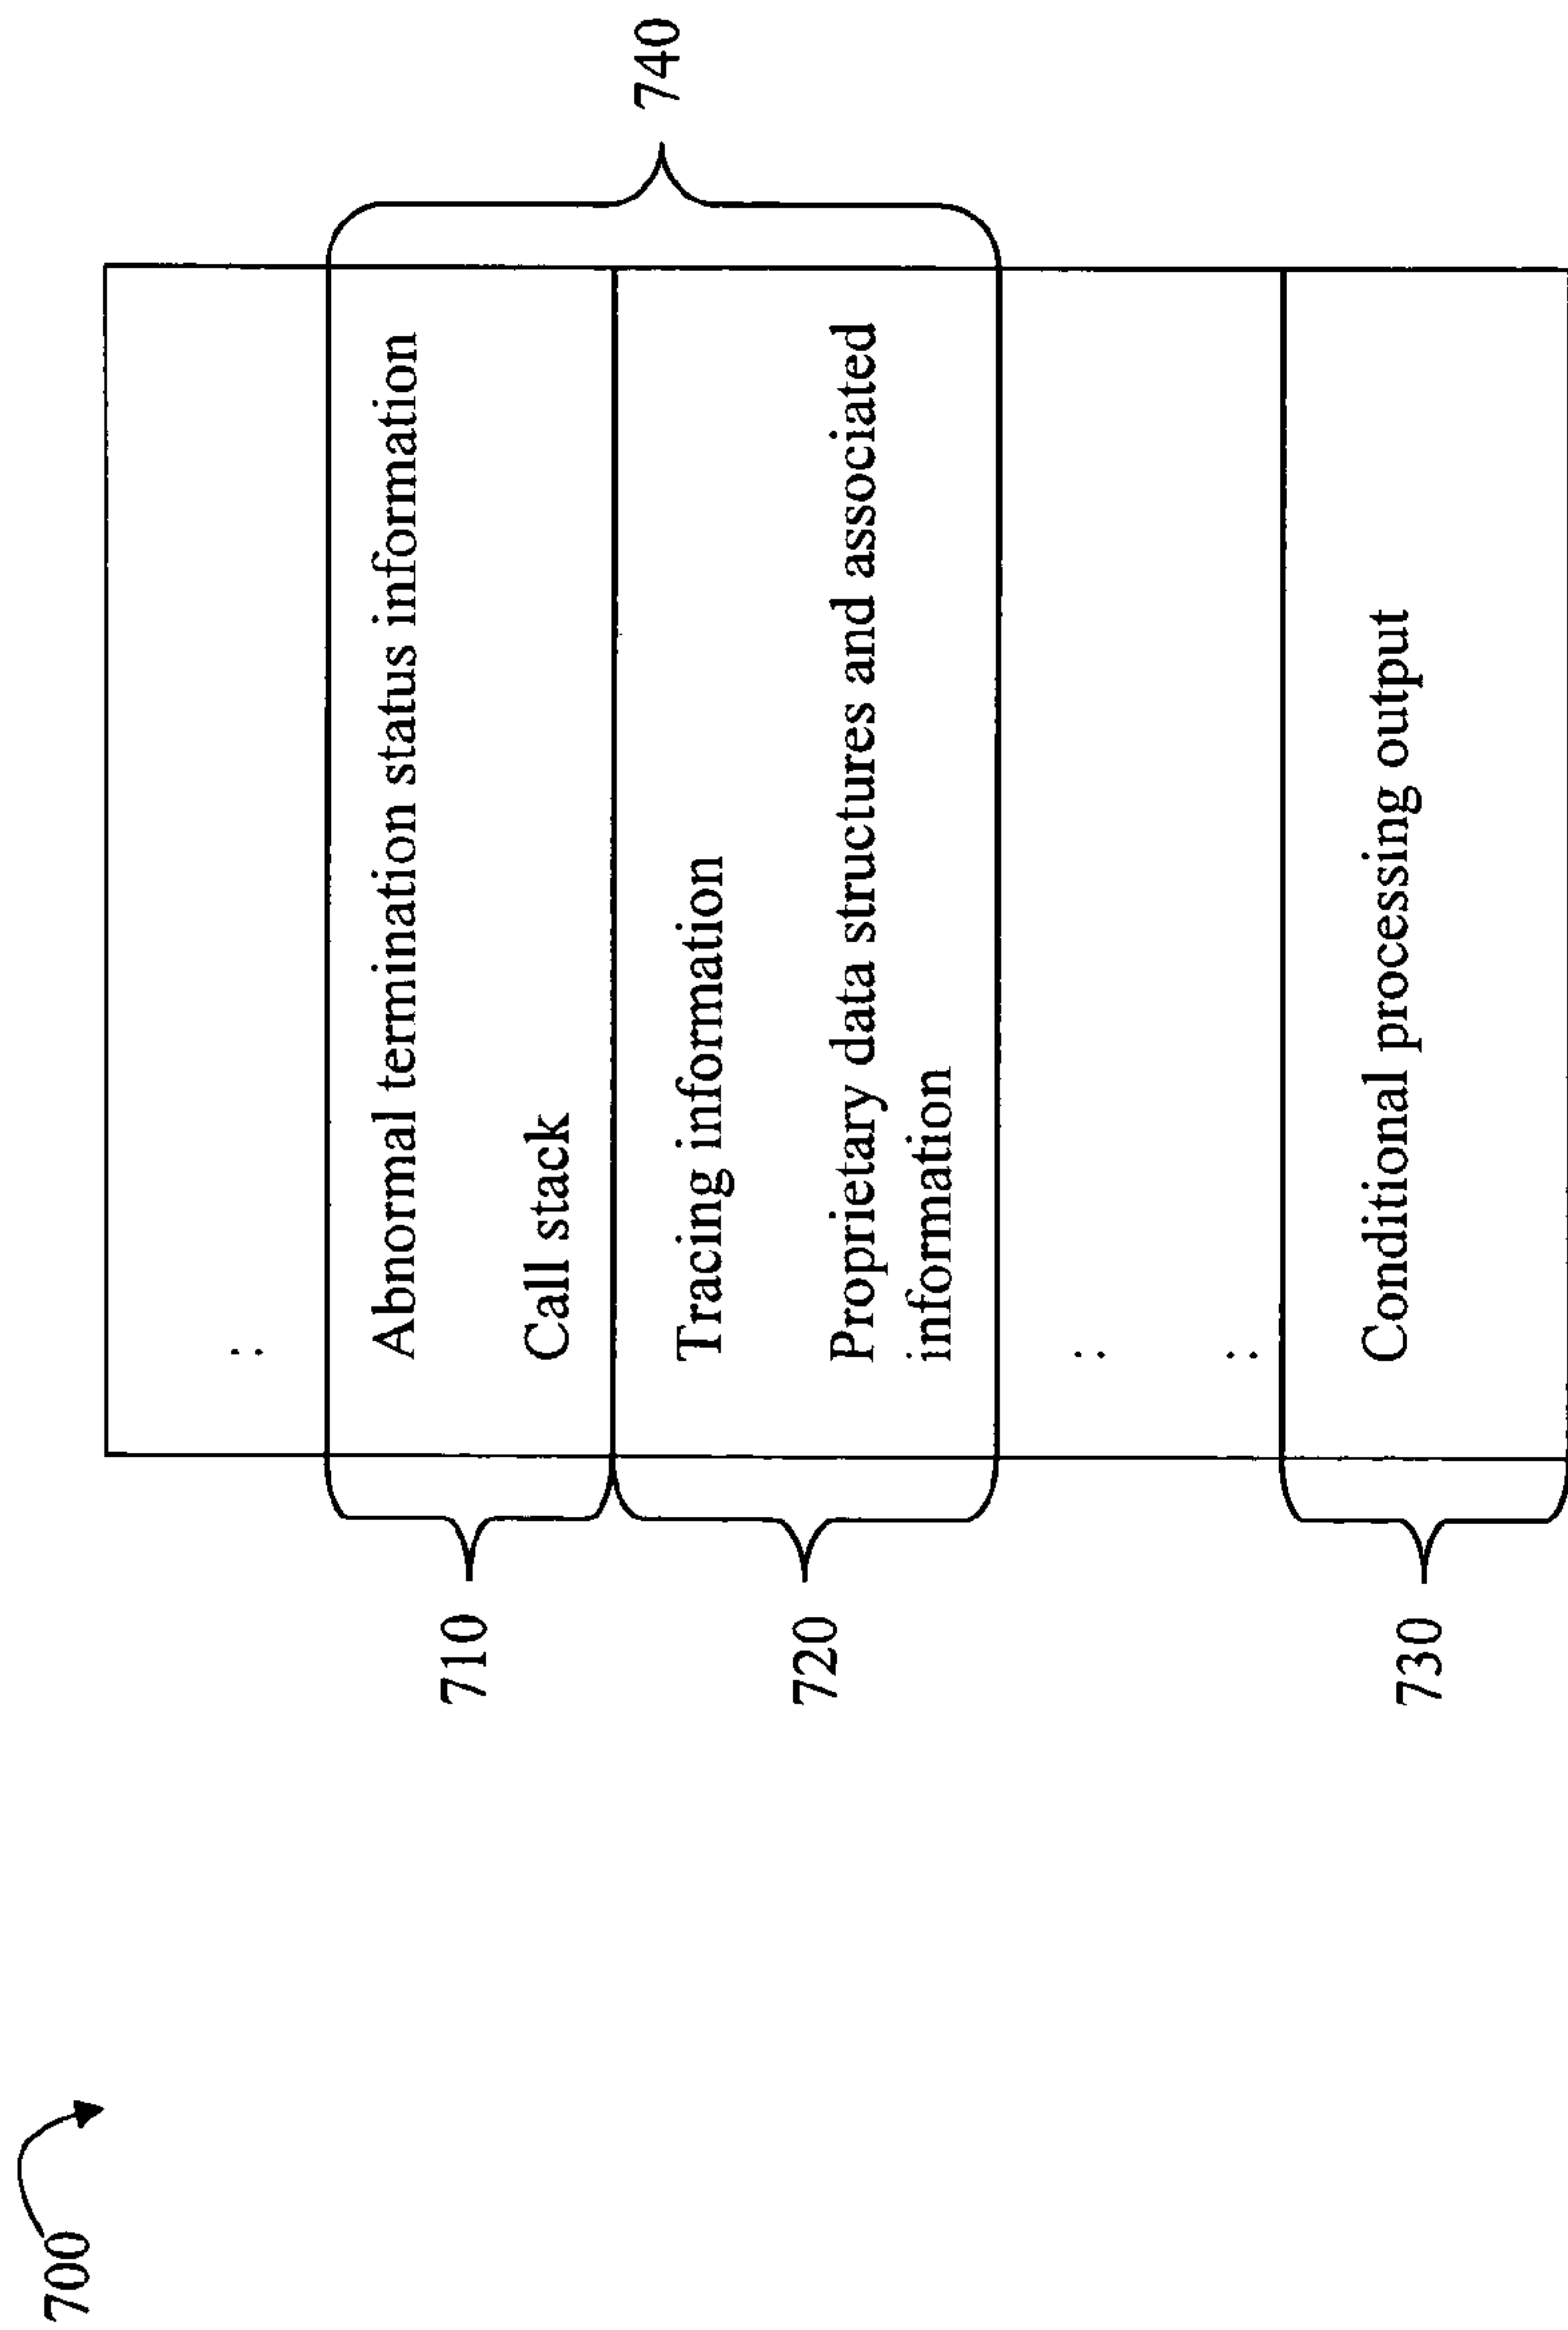 700
:
710
Abnormal termination status information
Call stack
740
720
Tracing information
Proprietary data structures and associated
information
:
:
730
Conditional processing output